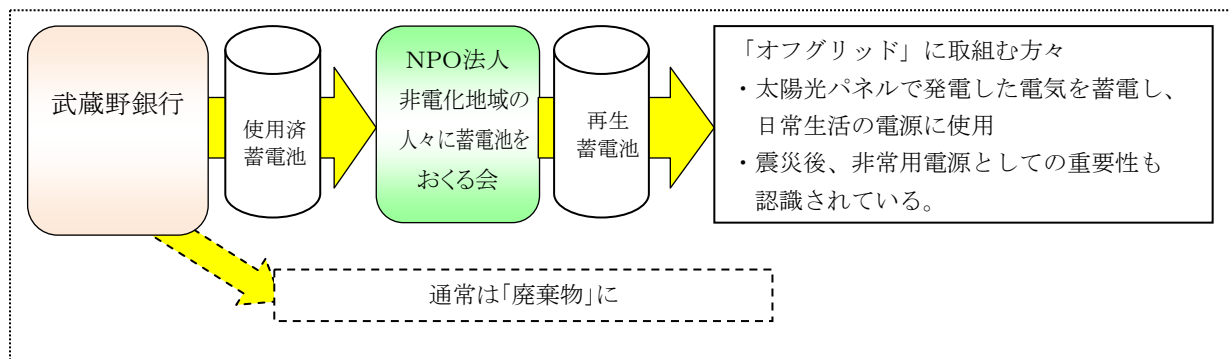 武蔵野銀行
使用済
蓄電池
NPO法人
非電化地域の
人々に蓄電池を
おくる会
再生
蓄電池
「オフグリッド」に取組む方々
・太陽光パネルで発電した電気を蓄電し、
日常生活の電源に使用
・震災後、非常用電源としての重要性も
認識されている。
通常は「廃棄物」に